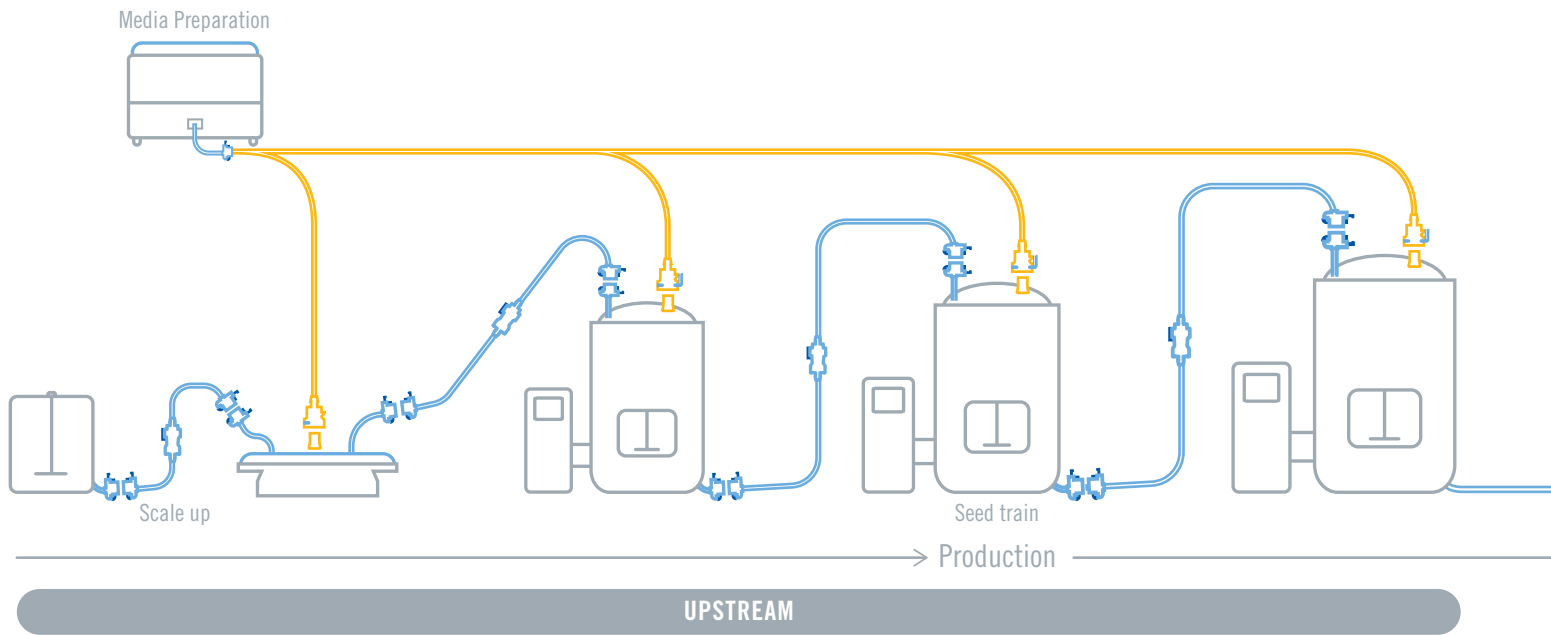 Media Preparation
Scale up
Seed train
Production
UPSTREAM